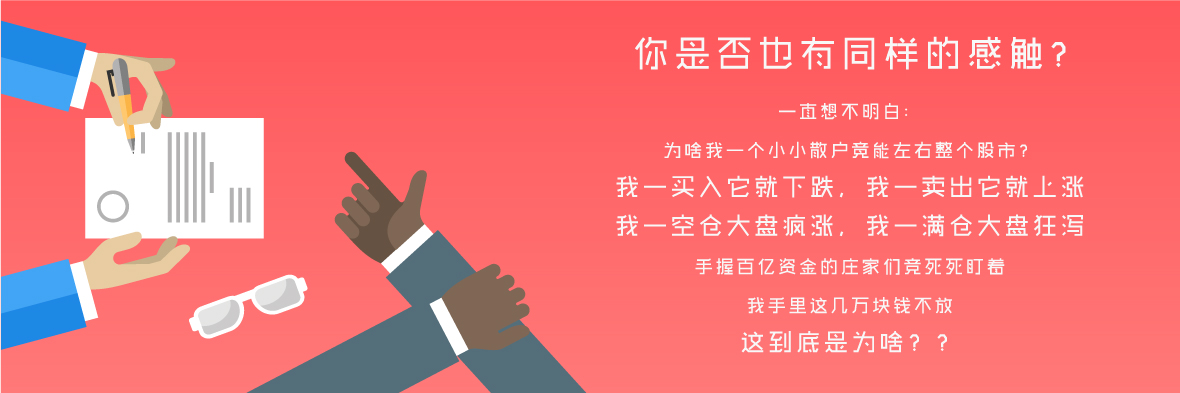 你是否也有同样的感触?
一直想不明白:
为啥我一个小小散户竟能左右整个股市?
我一买入它就下跌，我一卖出它就上涨
我一空仓大盘疯涨，我一满仓大盘狂泻
手握百亿资金的庄家们竟死死盯着
我手里这几万块钱不放
这到底是为啥? ?